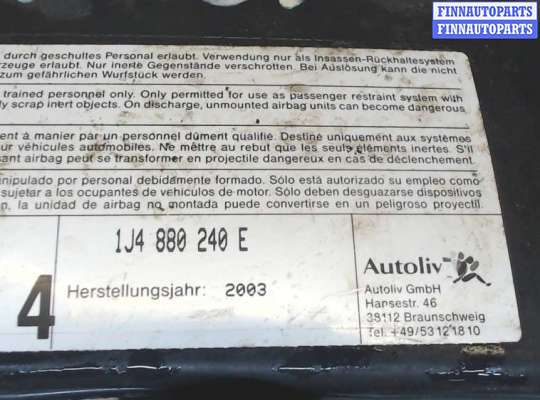 FINNAUTOPARTS
FINNAUTOPARTS
durch geschultes Personal erlaubt. Verwendung nur als Insassen-Rückhaltesystem
zeuge erlaubt. Nur inerte Gegenstände verschrotten. Bei Auslösung kann die nicht
zum gefährlichen Wurfstück werden.
trained personnel only. Only permitted for use as passenger restraint system with
ly scrap inert objects. On discharge, unmounted airbag units can become dangerous
ent à manier par un personnel dûment qualifié. Destiné uniquement aux systèmes
ur véhicules automobiles. Ne mettre au rebut que les seuls éléments inertes. S'il
sant airbag peut se transformer en projectile dangereux en cas de déclenchement.
nipulado por personal debidamente formado. Sólo está autorizado su empleo como
sujetar a los ocupantes de vehículos de motor. Sólo deben desguazarse dispositivos
n, la unidad de airbag no montada puede convertirse en un peligroso proyectil.
1J4 880 240 E
4
Herstellungsjahr: 2003
Autoliv
Autoliv GmbH
Hansestr. 46
38112 Braunschweig
Tel. +49/53121810